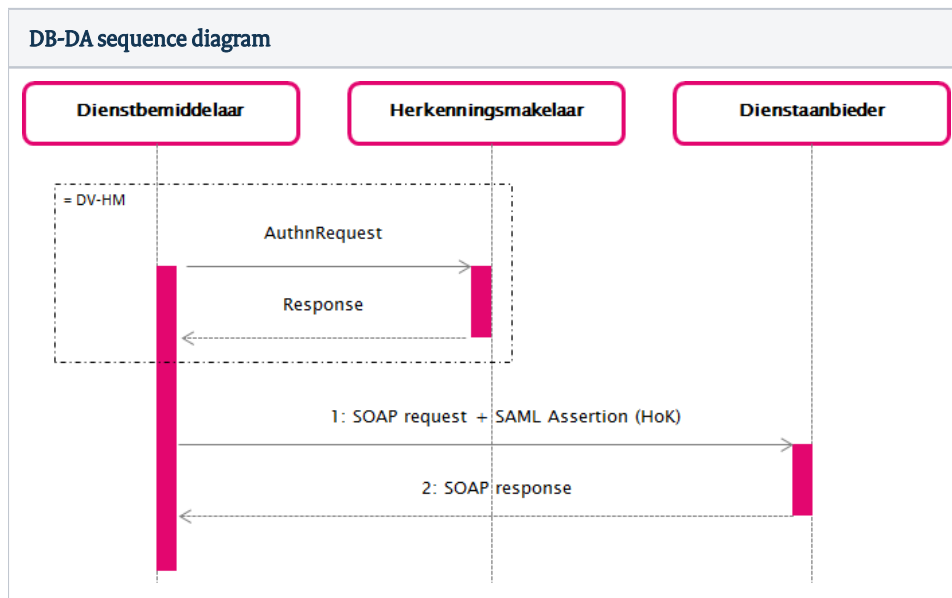 DB-DA sequence diagram
Dienstbemiddelaar
Herkenningsmakelaar
Dienstaanbieder
= DV-HM
AuthnRequest
Response
1: SOAP request + SAML Assertion (HoK)
2: SOAP response